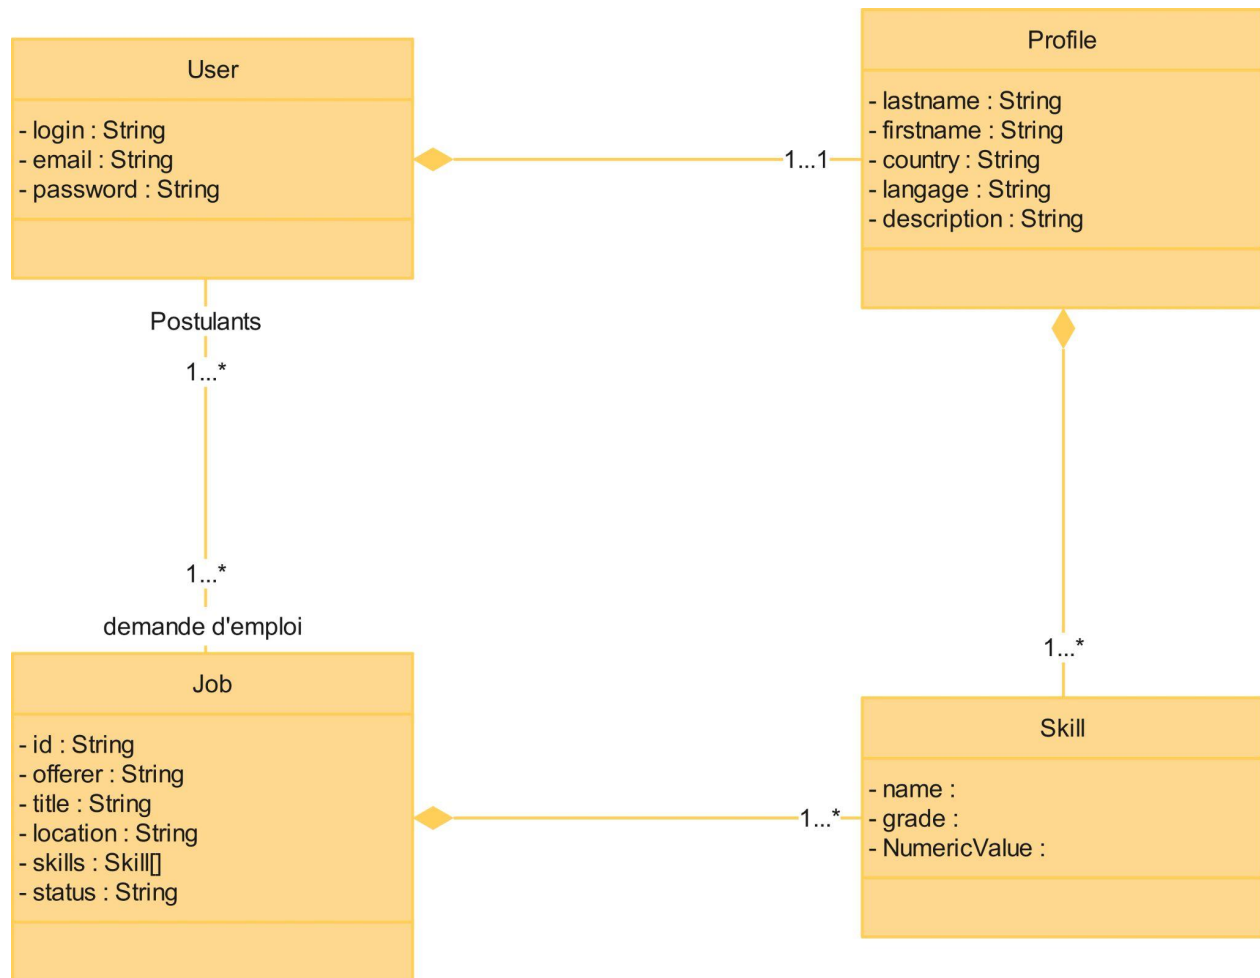 User
- login : String
- email : String
- password : String
Profile
- lastname : String
- firstname : String
- country : String
- langage : String
- description : String
1...1
Postulants
1...*
1...*
demande d'emploi
1...*
Job
- id : String
- offerer : String
- title : String
- location : String
- skills : Skill[]
- status : String
1...*
Skill
- name :
- grade :
- NumericValue :